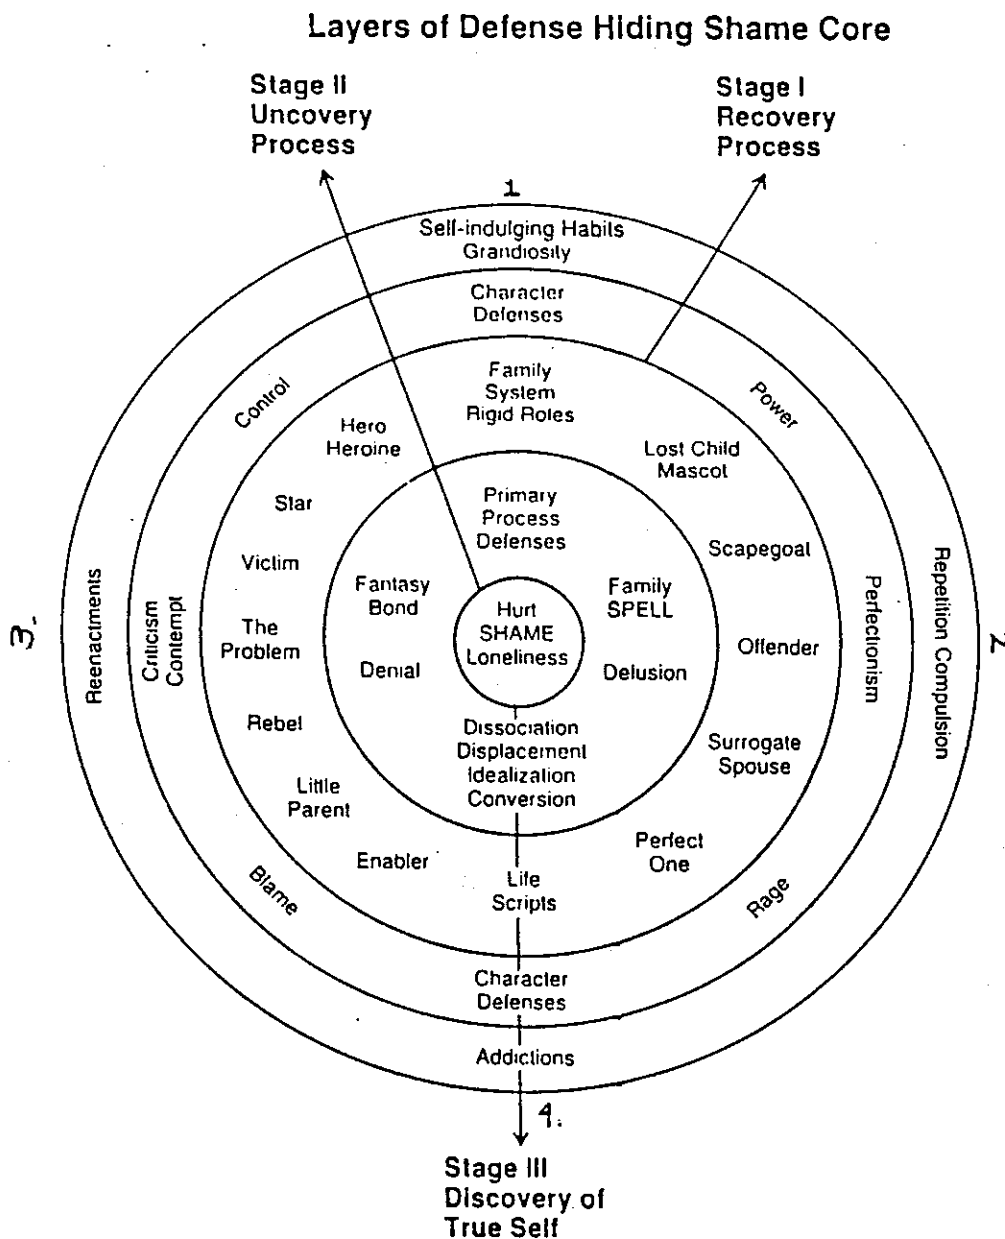 Layers of Defense Hiding Shame Core
Stage II
Uncovery
Process
Stage I
Recovery
Process
1
Self-indulging Habits
Grandiosity
Character
Defenses
Control
Power
Family
System
Rigid Roles
Hero
Heroine
Lost Child
Mascot
Star
Primary
Process
Defenses
Scapegoat
Victim
Fantasy
Bond
Family
SPELL
Hurt
SHAME
Loneliness
3.
Reenactments
Criticism
Contempt
The
Problem
Denial
Delusion
Offender
Perfectionism
Repetition Compulsion
2
Rebel
Dissociation
Displacement
Idealization
Conversion
Surrogate
Spouse
Little
Parent
Perfect
One
Enabler
Life
Scripts
Blame
Rage
Character
Defenses
Addictions
4.
Stage III
Discovery of
True Self